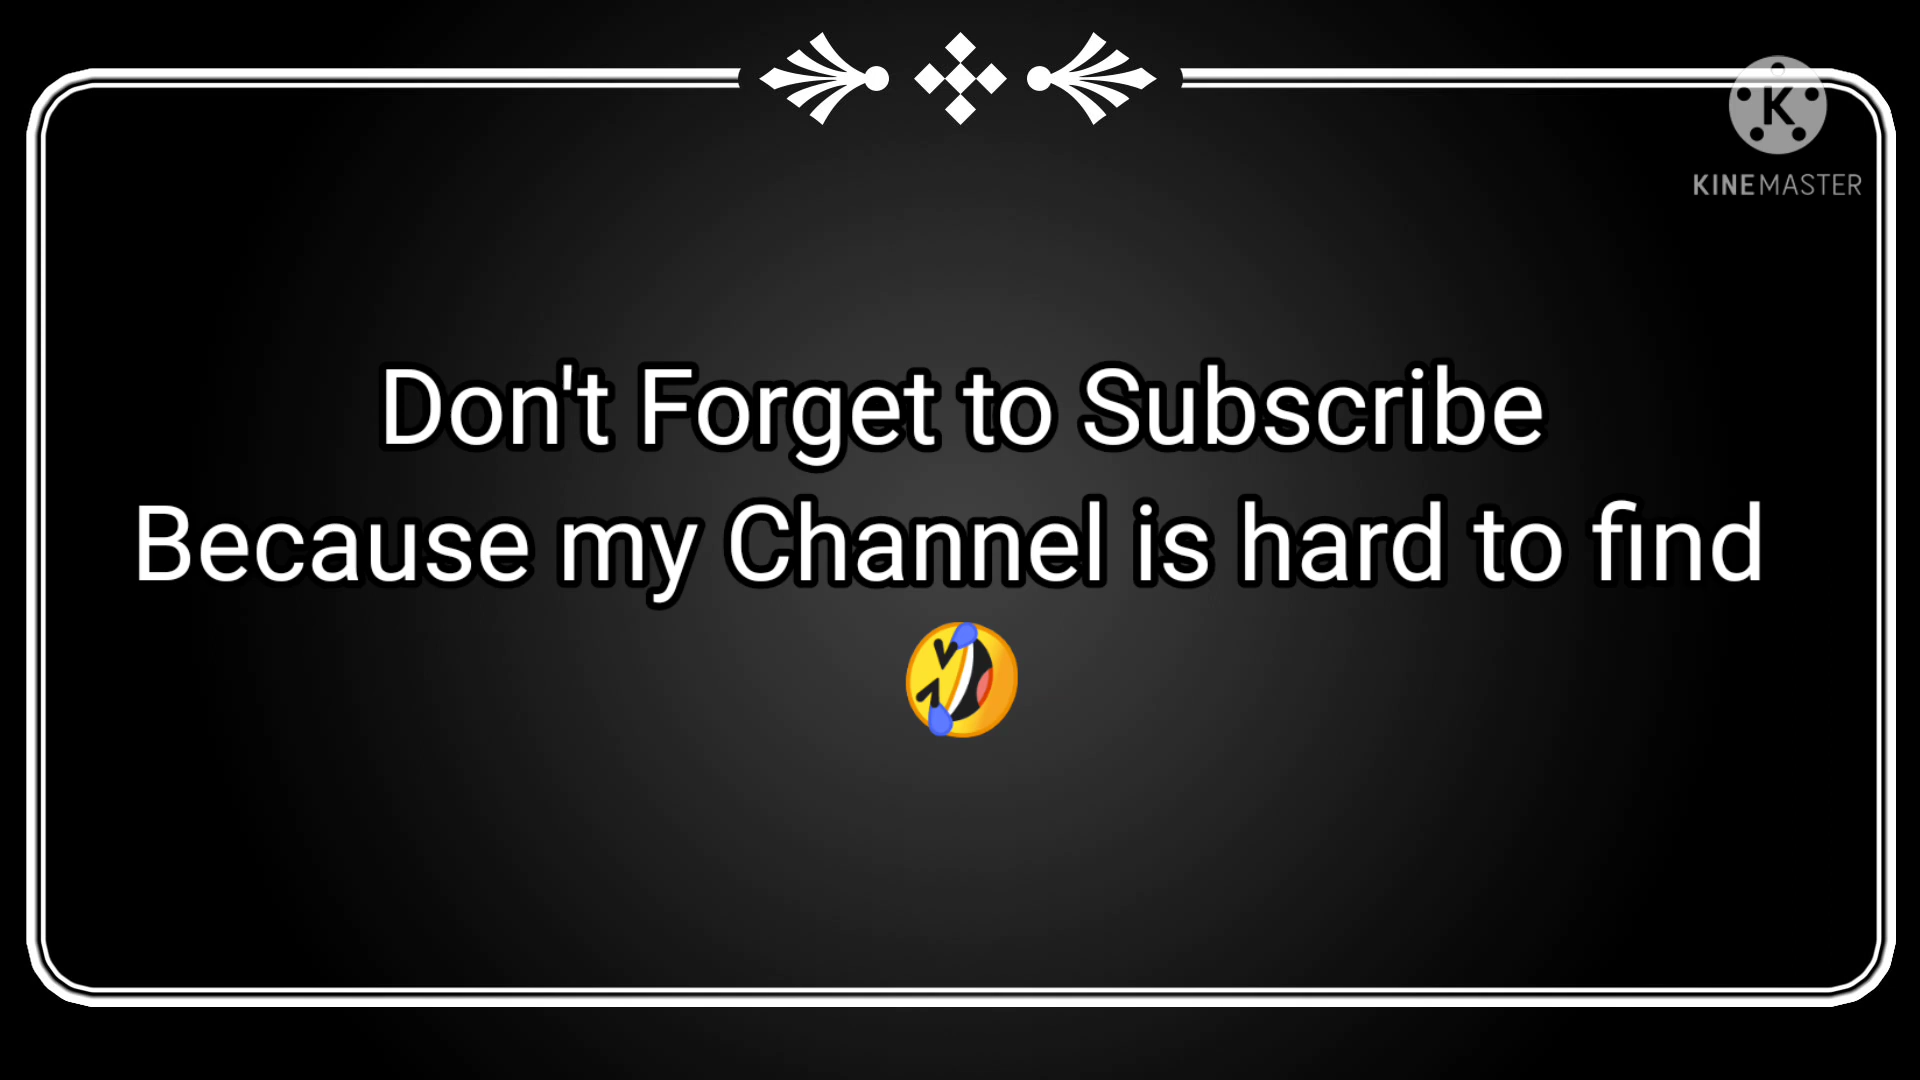 K
KINEMASTER
Don't Forget to Subscribe
Because my Channel is hard to find
🤣